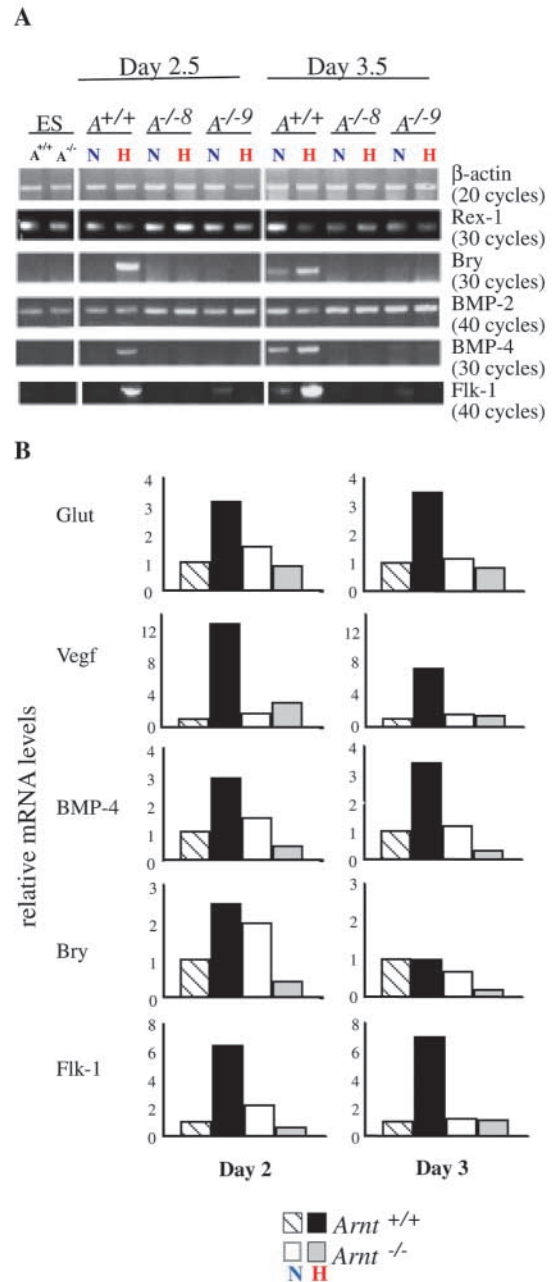 A
Day 2.5 Day 3.5
ES A+/+ A-/-8 A-/-9 A+/+ A-/-8 A-/-9
A+/+ A-/- N H N H N H N H N H N H
β-actin
(20 cycles)
Rex-1
(30 cycles)
Bry
(30 cycles)
BMP-2
(40 cycles)
BMP-4
(30 cycles)
Flk-1
(40 cycles)
B
relative mRNA levels
Glut
4 3 2 1 0
4 3 2 1 0
Vegf
12 8 4 0
12 8 4 0
BMP-4
4 3 2 1 0
4 3 2 1 0
Bry
3 2 1 0
3 2 1 0
Flk-1
8 6 4 2 0
8 6 4 2 0
Day 2 Day 3
Arnt +/+
Arnt -/-
N H